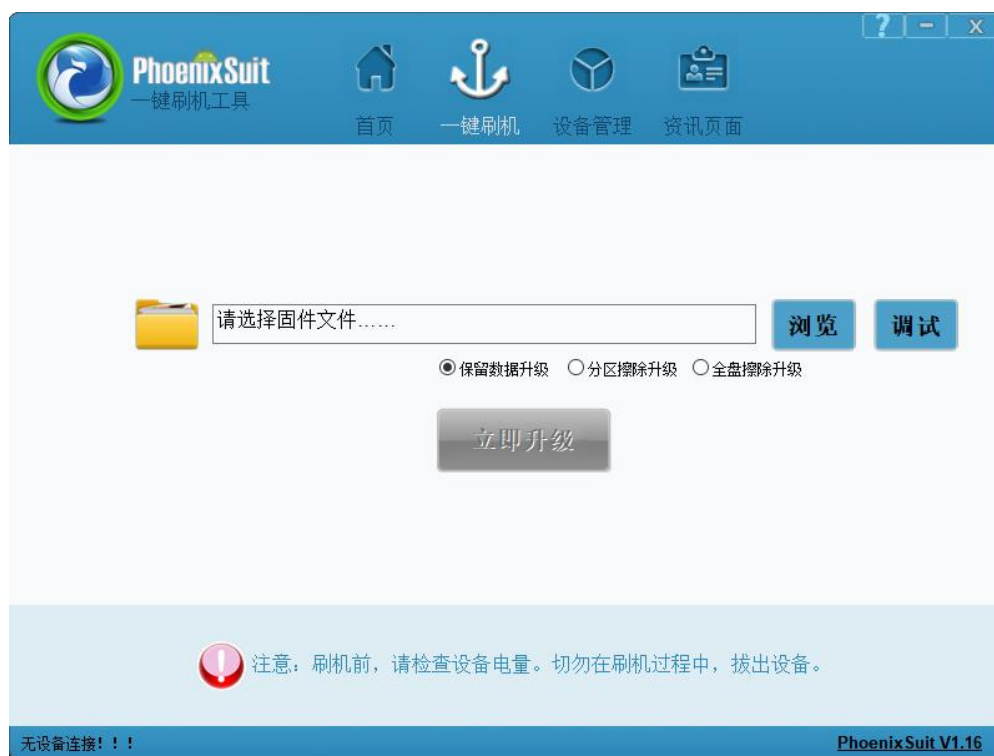 ? - x
PhoenixSuit
一键刷机工具
首页 一键刷机 设备管理 资讯页面
请选择固件文件...... 浏览 调试
保留数据升级 分区擦除升级 全盘擦除升级
立即升级
注意：刷机前，请检查设备电量。切勿在刷机过程中，拔出设备。
无设备连接！！！ PhoenixSuit V1.16